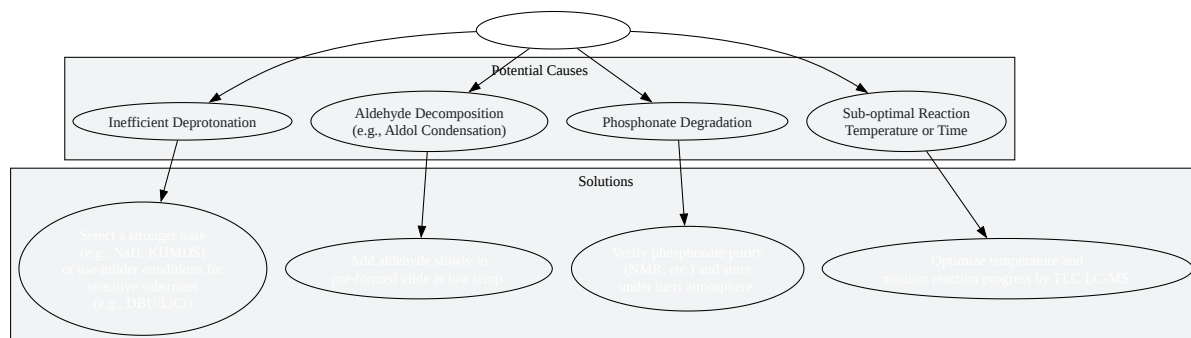 Potential Causes
Inefficient Deprotonation
Aldehyde Decomposition
(e.g., Aldol Condensation)
Phosphonate Degradation
Sub-optimal Reaction
Temperature or Time
Solutions
Select a stronger base
(e.g., NaH, KHMDS)
or use milder conditions for
sensitive substrates
(e.g., DBU/LiCl)
Add aldehyde slowly to
pre-formed ylide at low temp
Verify phosphonate purity
(NMR, etc.) and store
under inert atmosphere
Optimize temperature and
monitor reaction progress by TLC/LC-MS